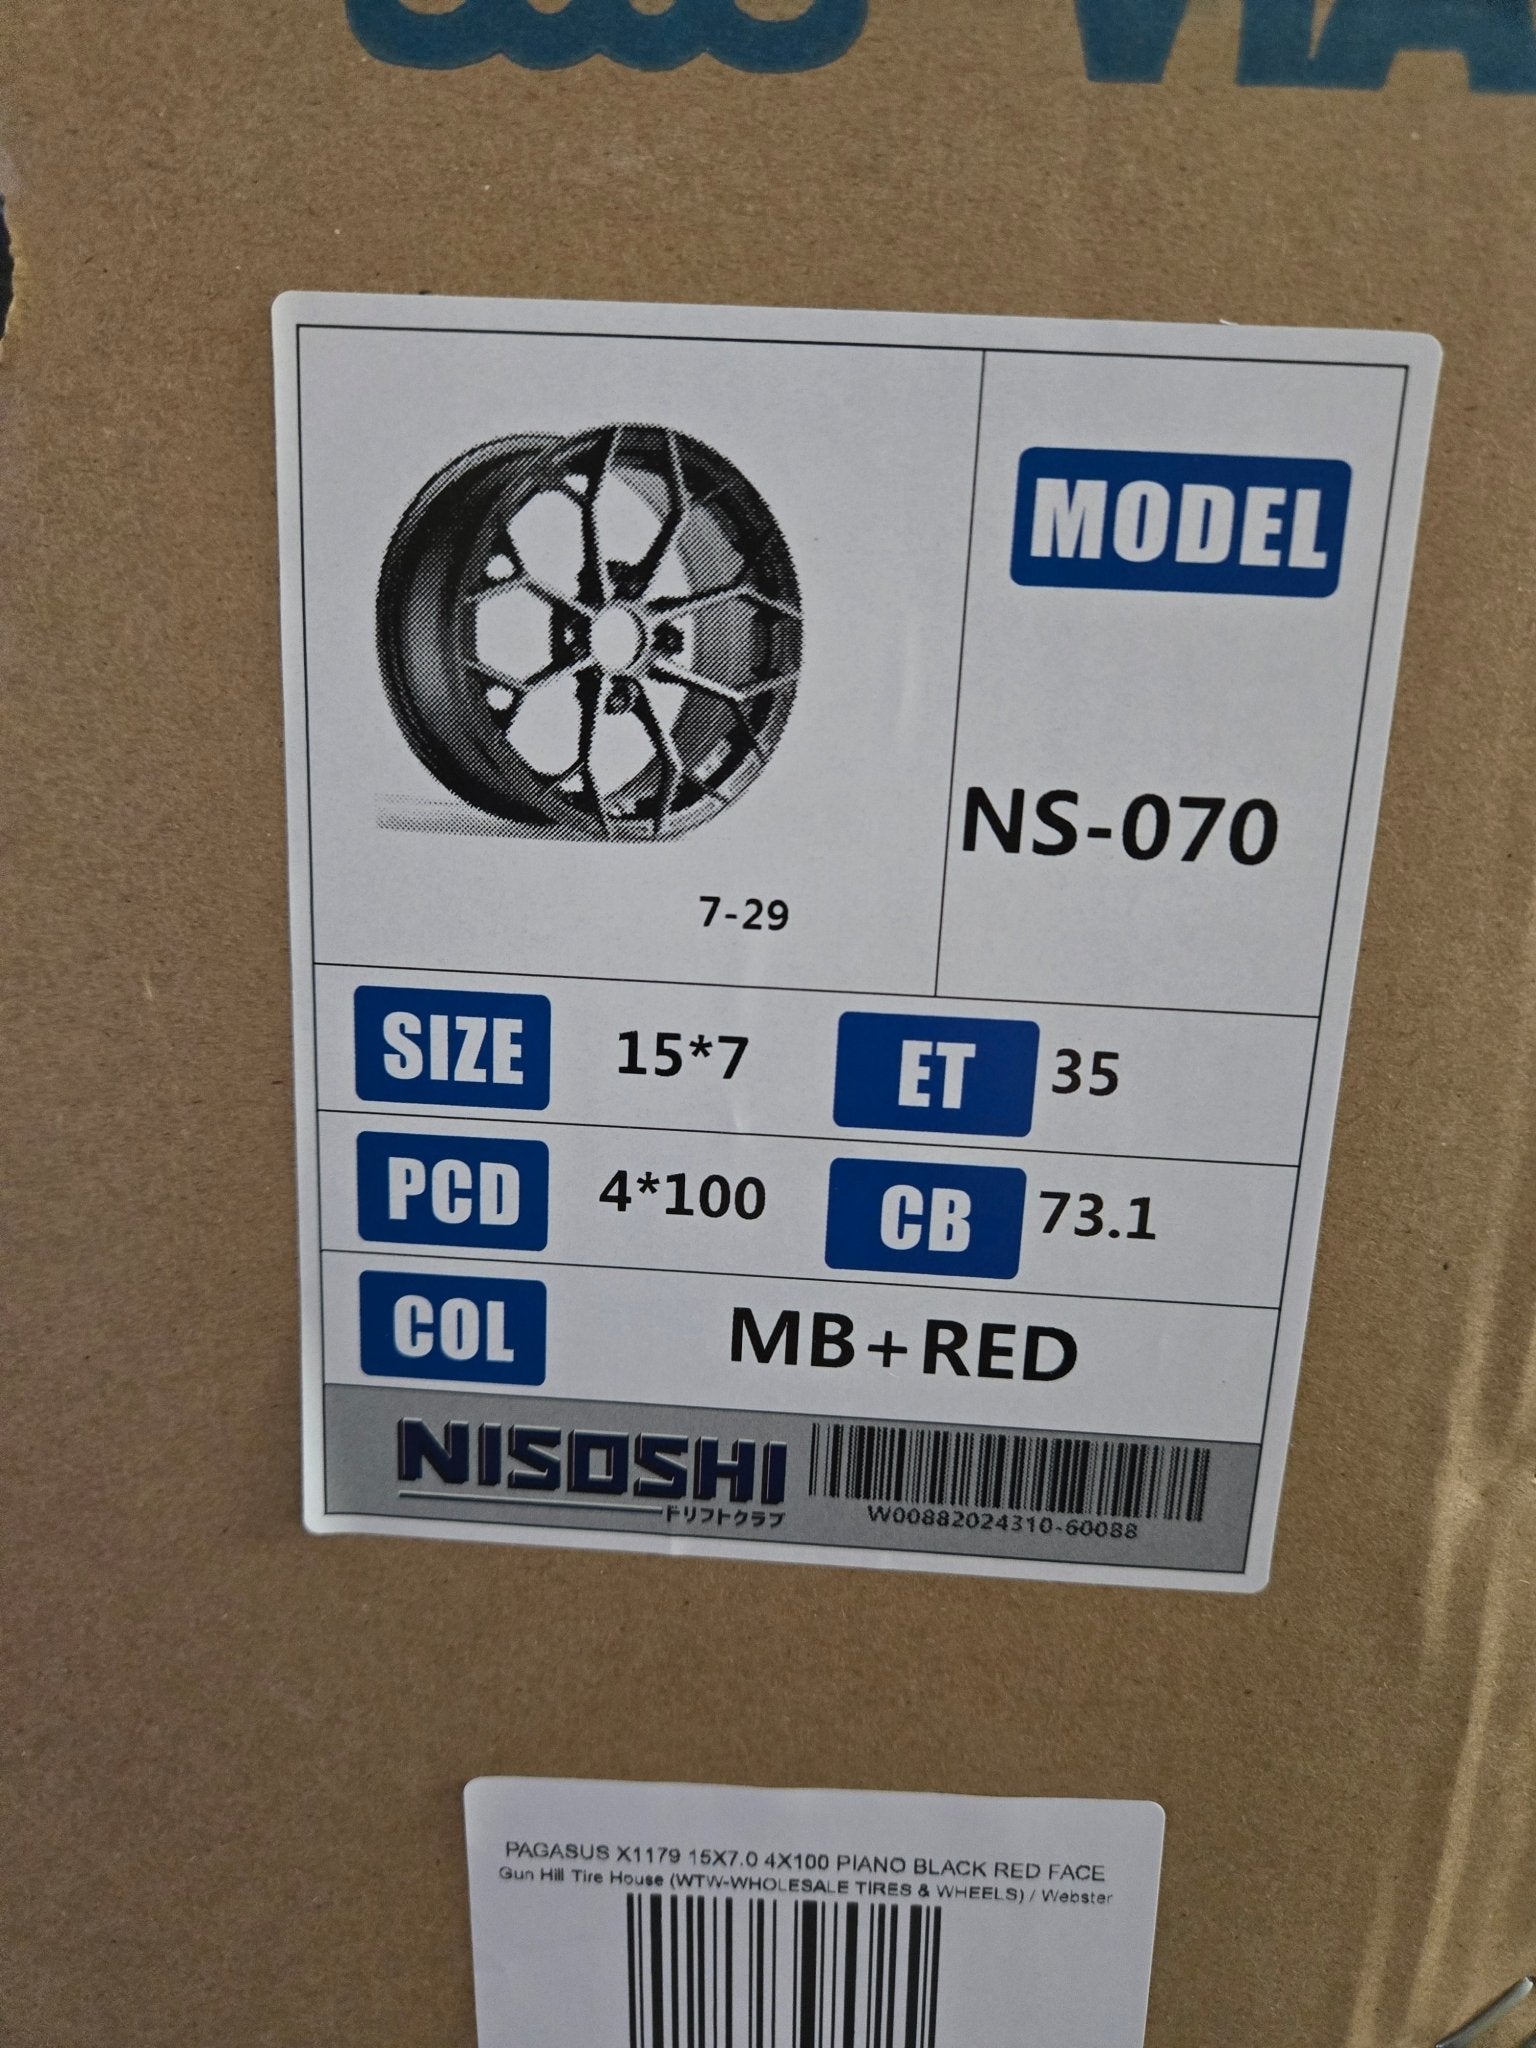 MODEL
NS-070
7-29
SIZE 15*7 ET 35
PCD 4*100 CB 73.1
COL MB+RED
NISOSHI
ドリフトクラブ
W00882024310-60088
PAGASUS X1179 15X7.0 4X100 PIANO BLACK RED FACE
Gun Hill Tire House (WTW-WHOLESALE TIRES & WHEELS) / Webster